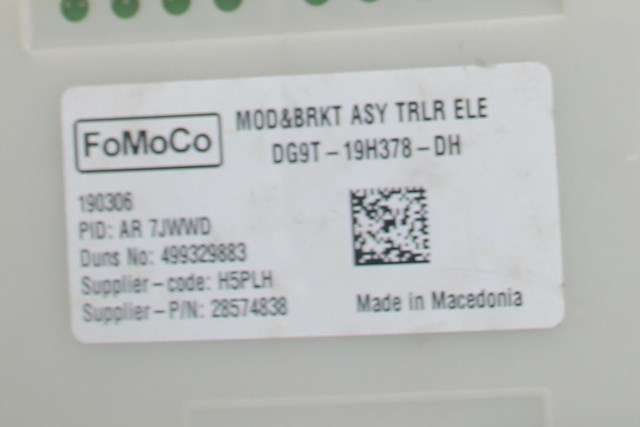 FoMoCo
MOD&BRKT ASY TRLR ELE
DG9T-19H378-DH
190306
PID: AR 7JWWD
Duns No: 499329883
Supplier-code: H5PLH
Supplier-P/N: 28574838
Made in Macedonia